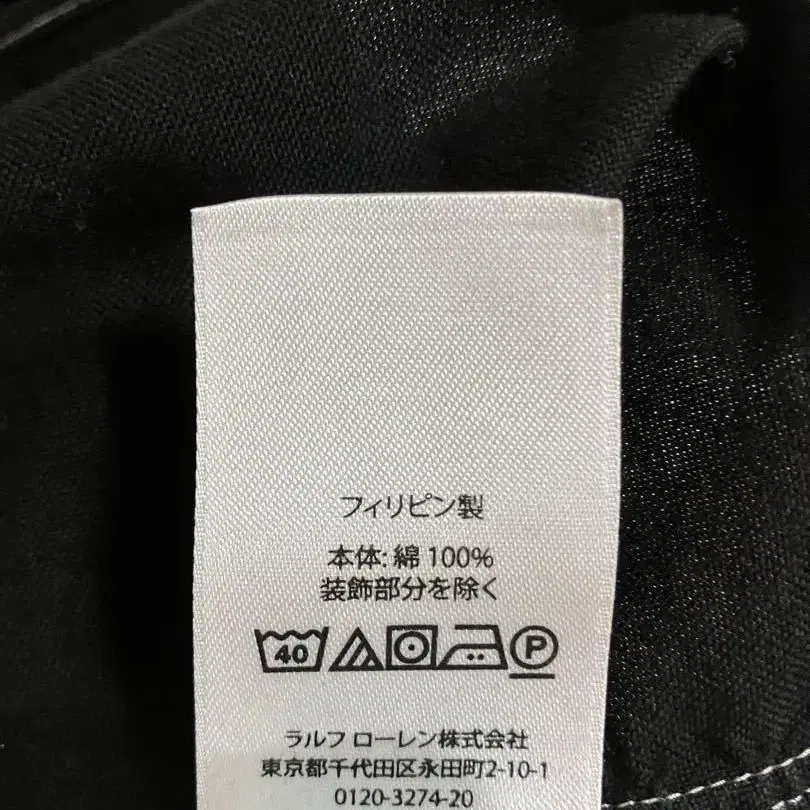 フィリピン製
本体: 綿 100%
装飾部分を除く
40 P
ラルフ ローレン株式会社
東京都千代田区永田町2-10-1
0120-3274-20